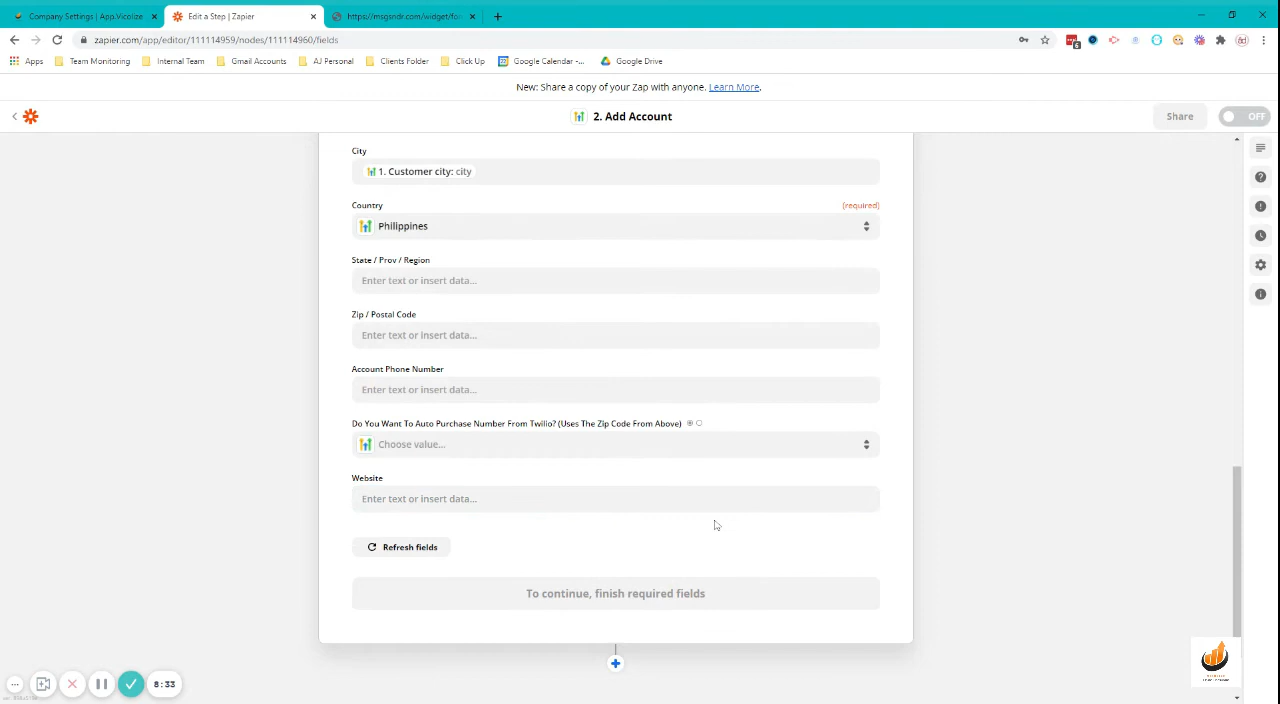 Company Settings | App.Vicolize
Edit a Step | Zapier
https://msgsndr.com/widget/fo
zapier.com/app/editor/111114959/nodes/111114960/fields
Apps
Team Monitoring
Internal Team
Gmail Accounts
AJ Personal
Clients Folder
Click Up
Google Calendar -...
Google Drive
New: Share a copy of your Zap with anyone. Learn More.
2. Add Account
Share
OFF
City
1. Customer city: city
Country
(required)
Philippines
State / Prov / Region
Enter text or insert data...
Zip / Postal Code
Enter text or insert data...
Account Phone Number
Enter text or insert data...
Do You Want To Auto Purchase Number From Twilio? (Uses The Zip Code From Above)
Choose value...
Website
Enter text or insert data...
Refresh fields
To continue, finish required fields
8:33